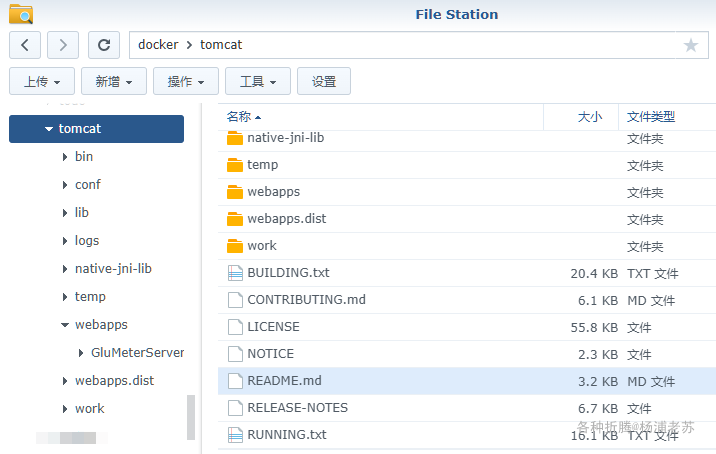 File Station
docker tomcat
上传 新增 操作 工具 设置
名称 大小 文件类型
tomcat
bin
conf
lib
logs
native-jni-lib
temp
webapps
GluMeterServer
webapps.dist
work
native-jni-lib 文件夹
temp 文件夹
webapps 文件夹
webapps.dist 文件夹
work 文件夹
BUILDING.txt 20.4 KB TXT 文件
CONTRIBUTING.md 6.1 KB MD 文件
LICENSE 55.8 KB 文件
NOTICE 2.3 KB 文件
README.md 3.2 KB MD 文件
RELEASE-NOTES 6.7 KB 文件
RUNNING.txt 16.1 KB TXT 文件
各种折腾@杨浦老苏